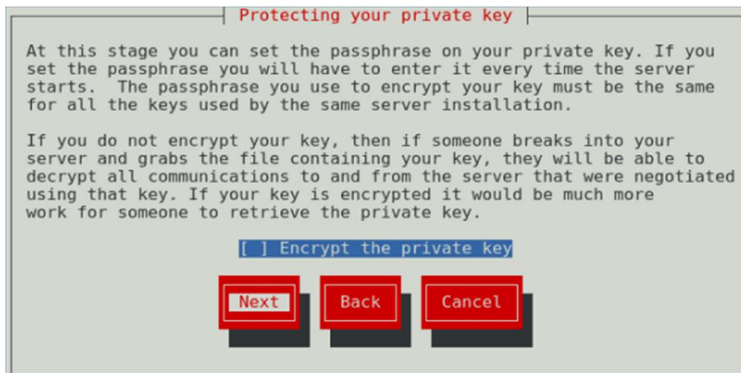 Protecting your private key
At this stage you can set the passphrase on your private key. If you
set the passphrase you will have to enter it every time the server
starts.  The passphrase you use to encrypt your key must be the same
for all the keys used by the same server installation.
If you do not encrypt your key, then if someone breaks into your
server and grabs the file containing your key, they will be able to
decrypt all communications to and from the server that were negotiated
using that key. If your key is encrypted it would be much more
work for someone to retrieve the private key.
[ ] Encrypt the private key
Next Back Cancel